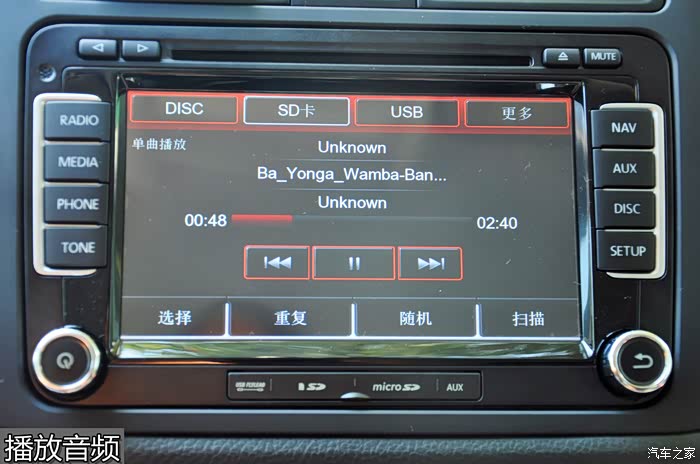 MUTE
DISC SD卡 USB 更多
单曲播放 Unknown
Ba_Yonga_Wamba-Ban...
Unknown
00:48 02:40
选择 重复 随机 扫描
RADIO
MEDIA
PHONE
TONE
NAV
AUX
DISC
SETUP
SD micro SD AUX
播放音频
汽车之家